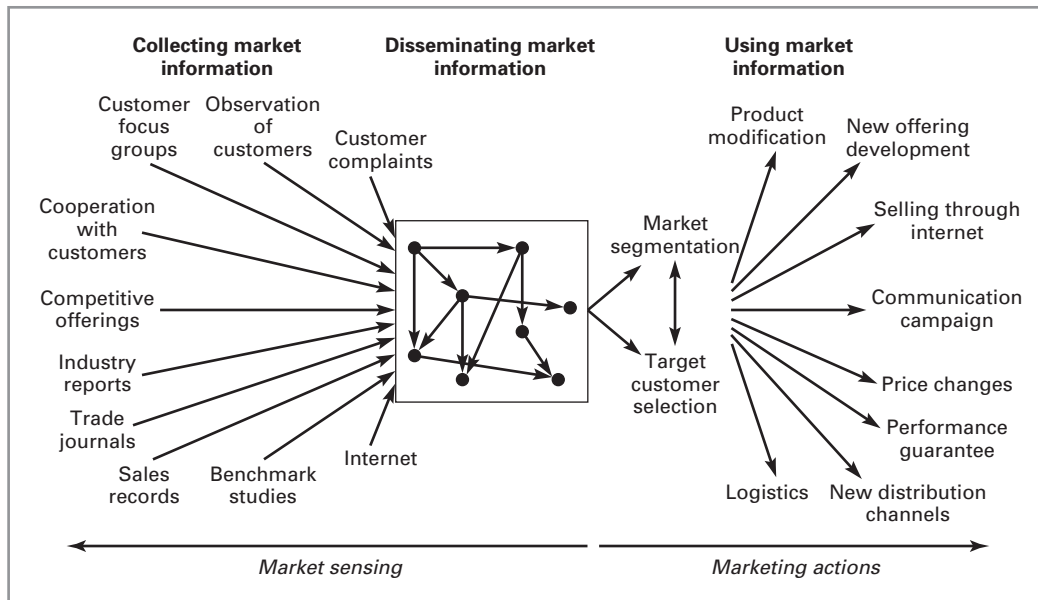 Collecting market
information
Disseminating market
information
Using market
information
Customer
focus
groups
Observation
of
customers
Customer
complaints
Cooperation
with
customers
Competitive
offerings
Industry
reports
Trade
journals
Sales
records
Benchmark
studies
Internet
Market
segmentation
Target
customer
selection
Product
modification
New offering
development
Selling through
internet
Communication
campaign
Price changes
Performance
guarantee
New distribution
channels
Logistics
Market sensing
Marketing actions